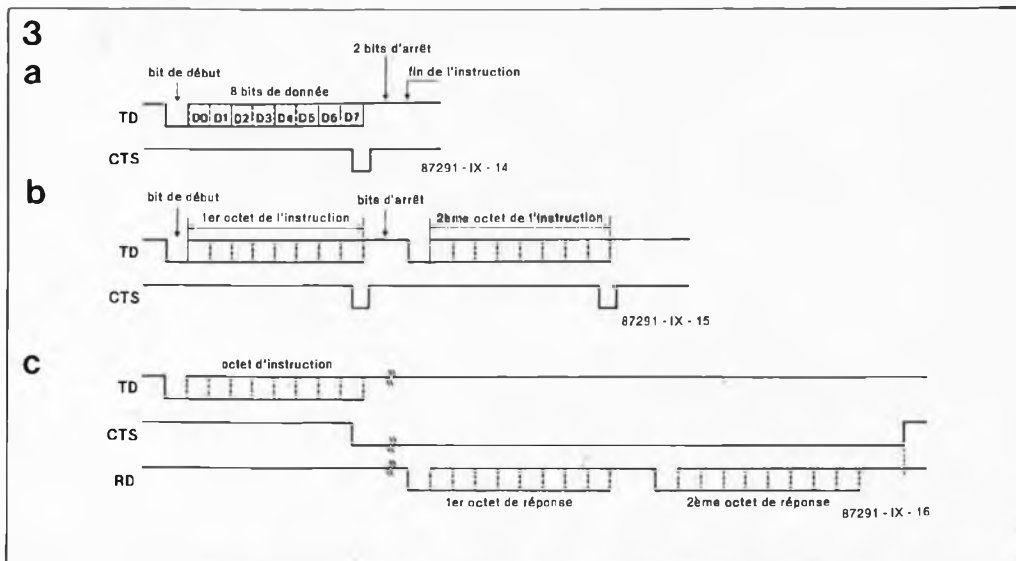 3
a
2 bits d'arrêt
bit de début
fin de l'instruction
8 bits de donnée
TD
D0 D1 D2 D3 D4 D5 D6 D7
CTS
87291 - IX - 14
b
bit de début
bits d'arrêt
1er octet de l'instruction
2ème octet de l'instruction
TD
CTS
87291 - IX - 15
c
octet d'instruction
TD
CTS
RD
1er octet de réponse
2ème octet de réponse
87291 - IX - 16